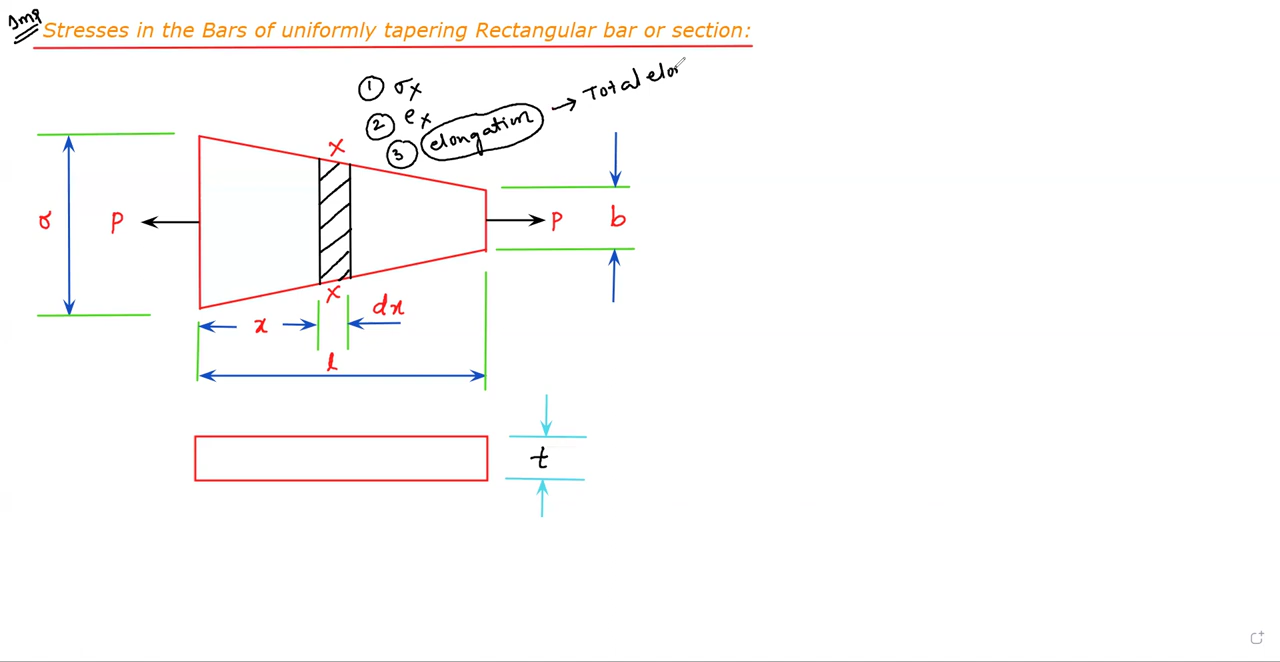 Imp
Stresses in the Bars of uniformly tapering Rectangular bar or section:
① σx
② ex
③ elongation → Total elon
x
σ
P
P
b
x
x
dx
l
t